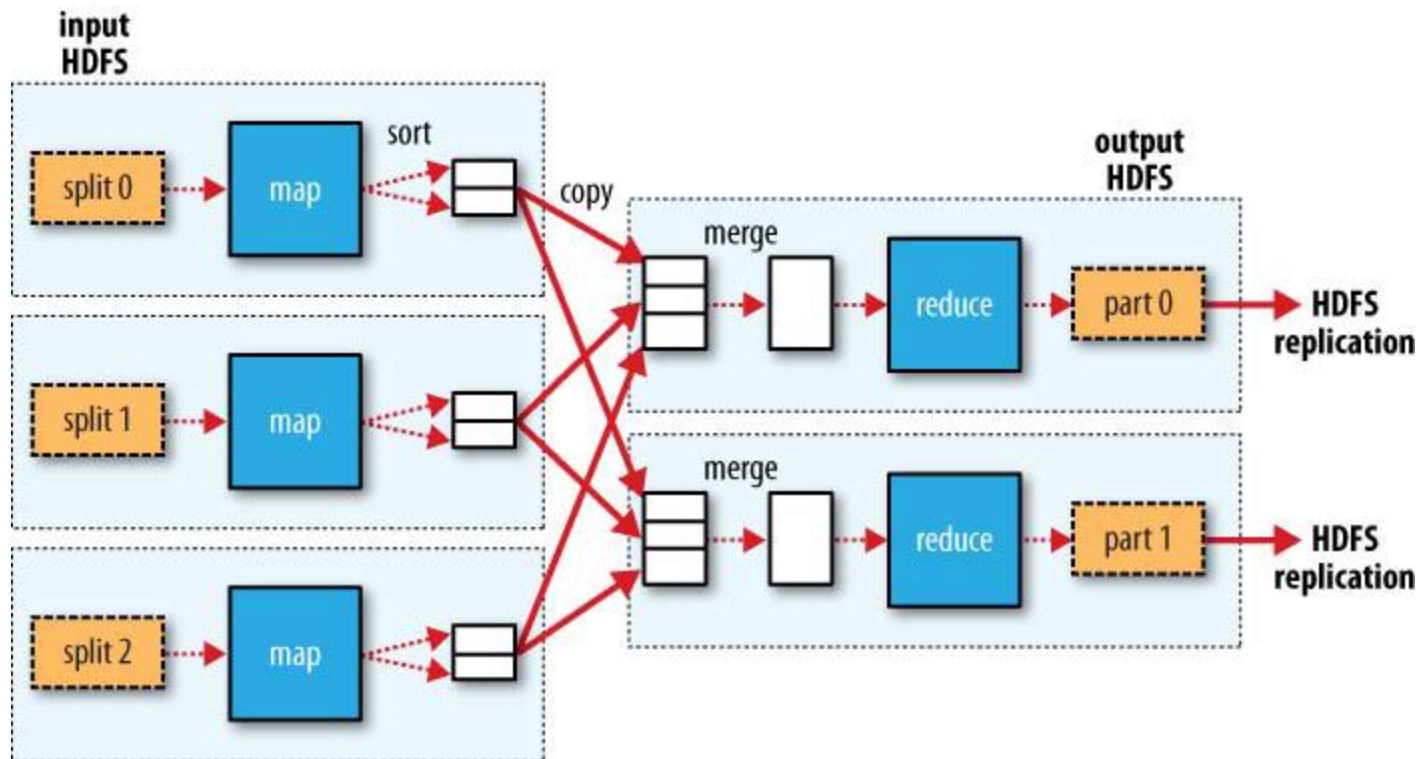 input
HDFS
split 0
map
sort
copy
split 1
map
split 2
map
output
HDFS
merge
reduce
part 0
HDFS
replication
merge
reduce
part 1
HDFS
replication